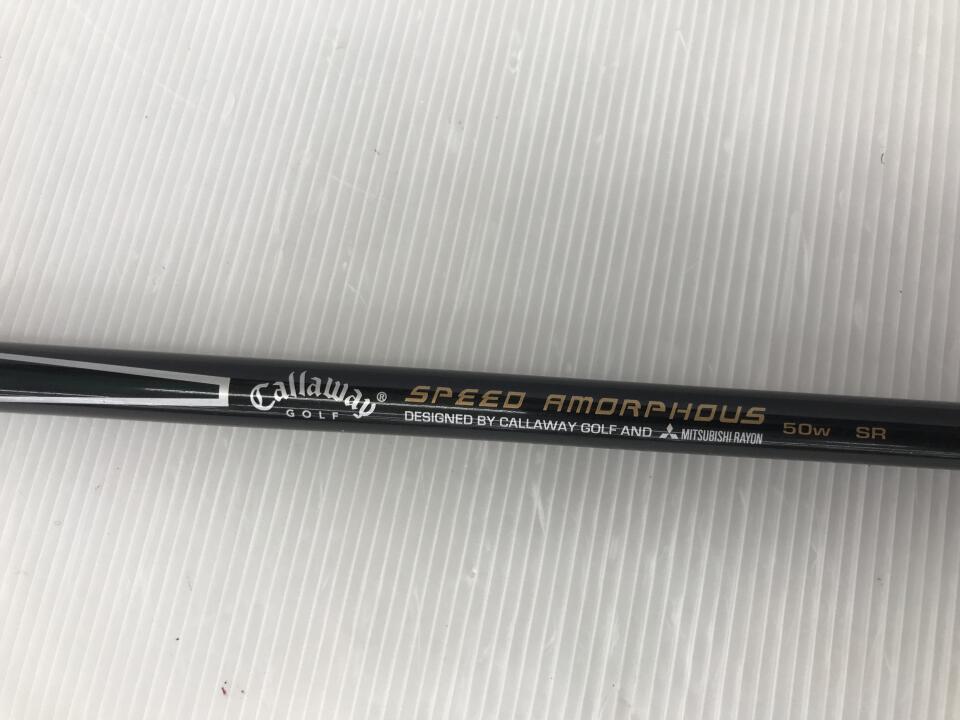 Callaway®
GOLF
SPEED AMORPHOUS
DESIGNED BY CALLAWAY GOLF AND MITSUBISHI RAYON
50w SR